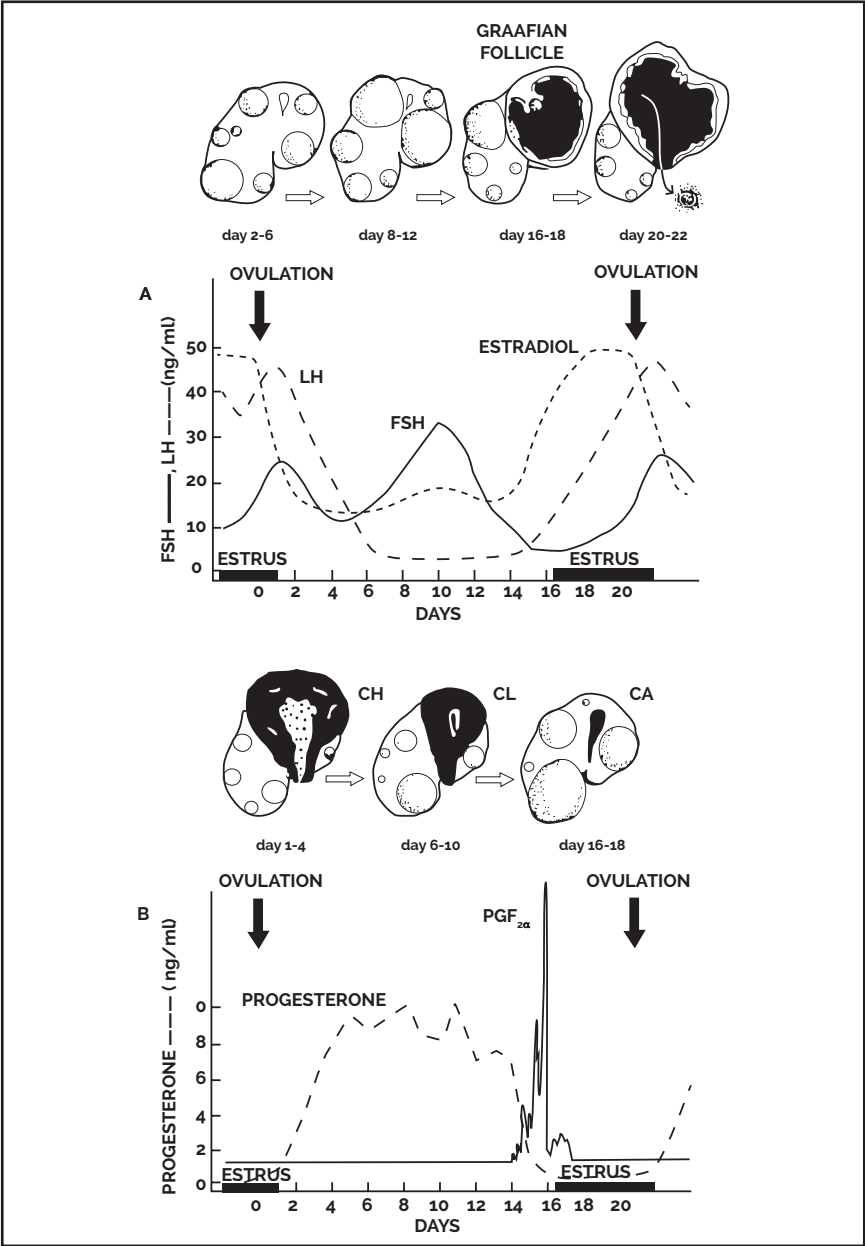 GRAAFIAN
FOLLICLE
day 2-6
day 8-12
day 16-18
day 20-22
A
OVULATION
OVULATION
FSH ———, LH — — —(ng/ml)
50
40
30
20
10
0
LH
FSH
ESTRADIOL
ESTRUS
ESTRUS
0 2 4 6 8 10 12 14 16 18 20
DAYS
CH
CL
CA
day 1-4
day 6-10
day 16-18
B
OVULATION
OVULATION
PROGESTERONE — — — ( ng/ml)
0
8
6
4
2
0
PROGESTERONE
PGF2α
ESTRUS
ESTRUS
0 2 4 6 8 10 12 14 16 18 20
DAYS